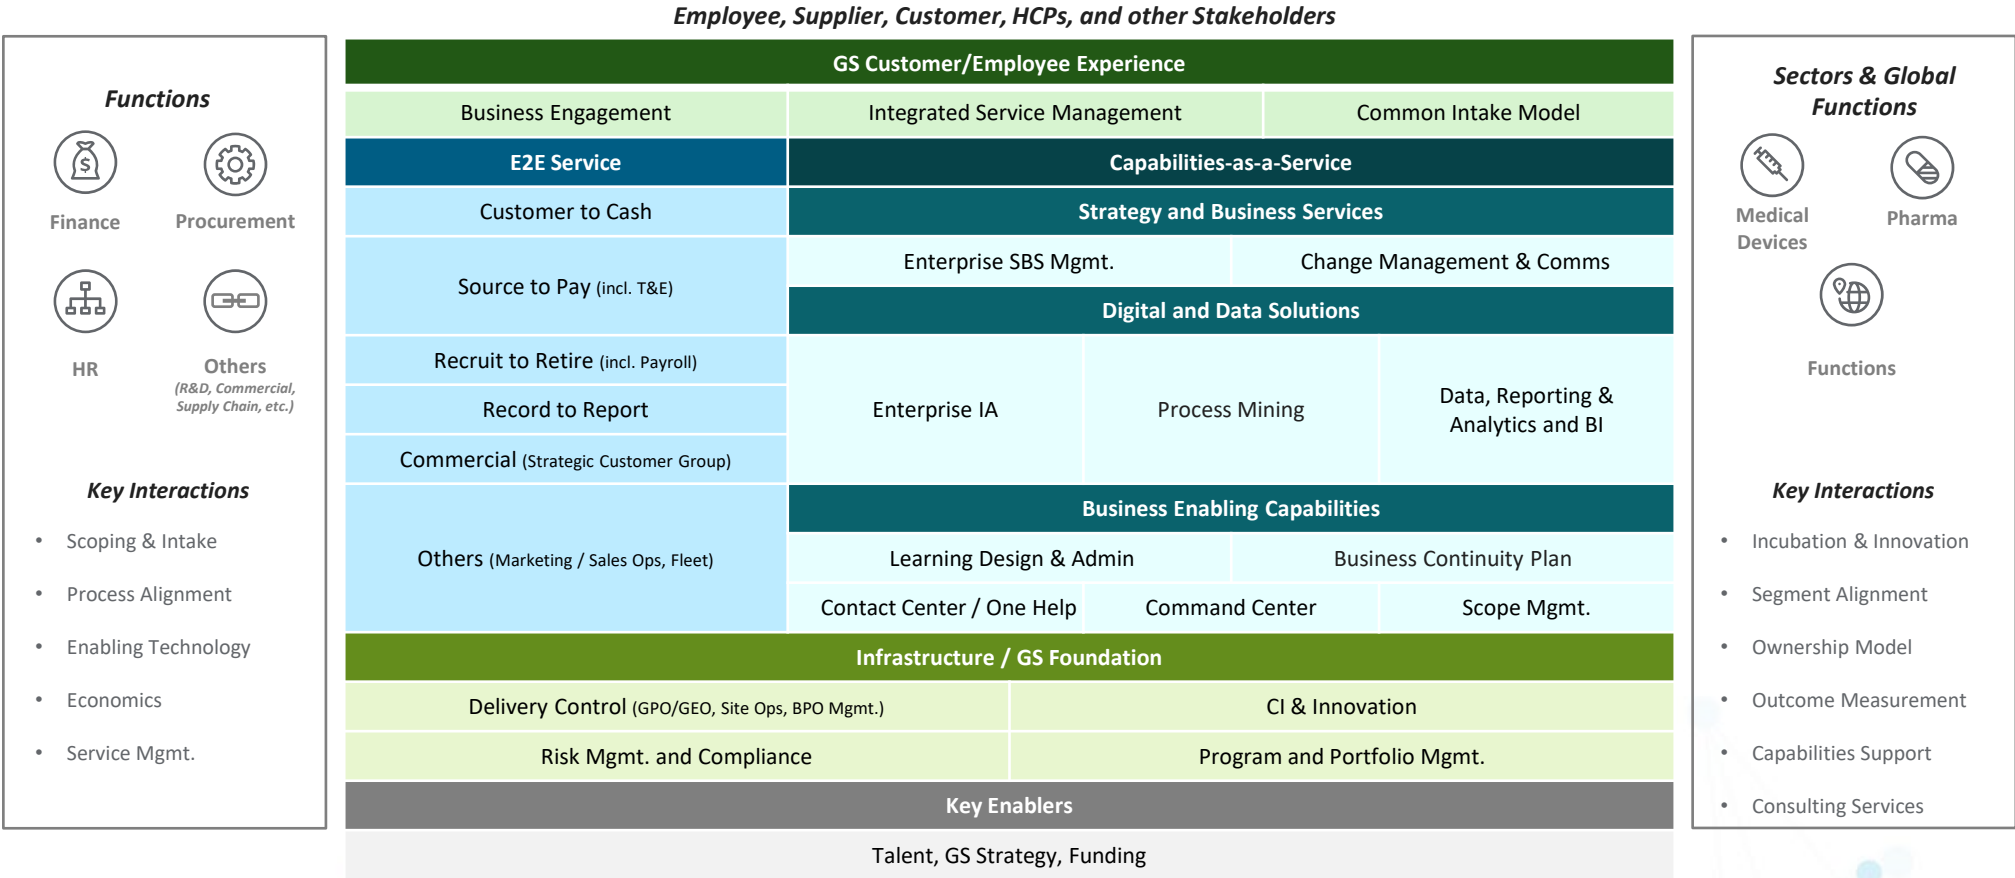 Employee, Supplier, Customer, HCPs, and other Stakeholders
Functions
Finance
Procurement
HR
Others
(R&D, Commercial,
Supply Chain, etc.)
Key Interactions
• Scoping & Intake
• Process Alignment
• Enabling Technology
• Economics
• Service Mgmt.
GS Customer/Employee Experience
Business Engagement
Integrated Service Management
Common Intake Model
E2E Service
Customer to Cash
Source to Pay (incl. T&E)
Recruit to Retire (incl. Payroll)
Record to Report
Commercial (Strategic Customer Group)
Others (Marketing / Sales Ops, Fleet)
Capabilities-as-a-Service
Strategy and Business Services
Enterprise SBS Mgmt.
Change Management & Comms
Digital and Data Solutions
Enterprise IA
Process Mining
Data, Reporting &
Analytics and BI
Business Enabling Capabilities
Learning Design & Admin
Business Continuity Plan
Contact Center / One Help
Command Center
Scope Mgmt.
Infrastructure / GS Foundation
Delivery Control (GPO/GEO, Site Ops, BPO Mgmt.)
CI & Innovation
Risk Mgmt. and Compliance
Program and Portfolio Mgmt.
Key Enablers
Talent, GS Strategy, Funding
Sectors & Global
Functions
Medical
Devices
Pharma
Functions
Key Interactions
• Incubation & Innovation
• Segment Alignment
• Ownership Model
• Outcome Measurement
• Capabilities Support
• Consulting Services